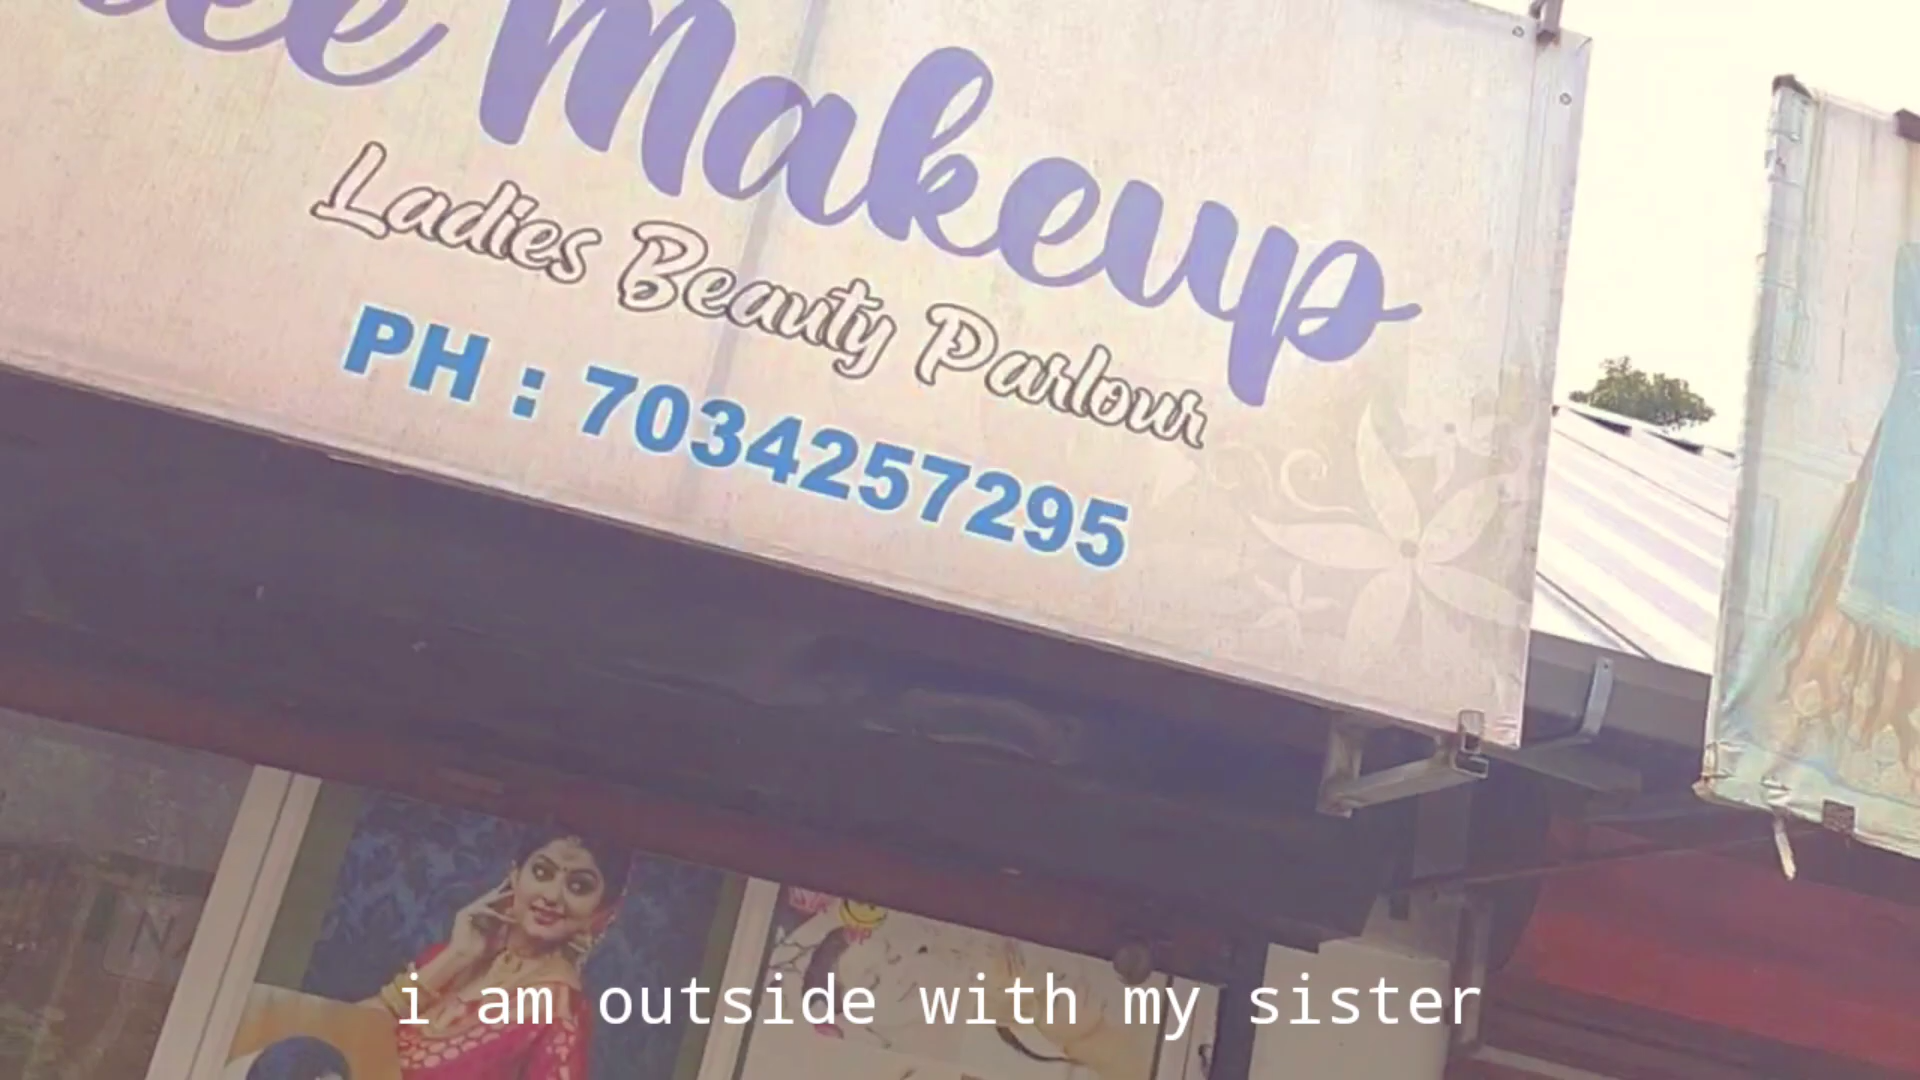 Makeup
Ladies Beauty Parlour
PH : 7034257295
i am outside with my sister